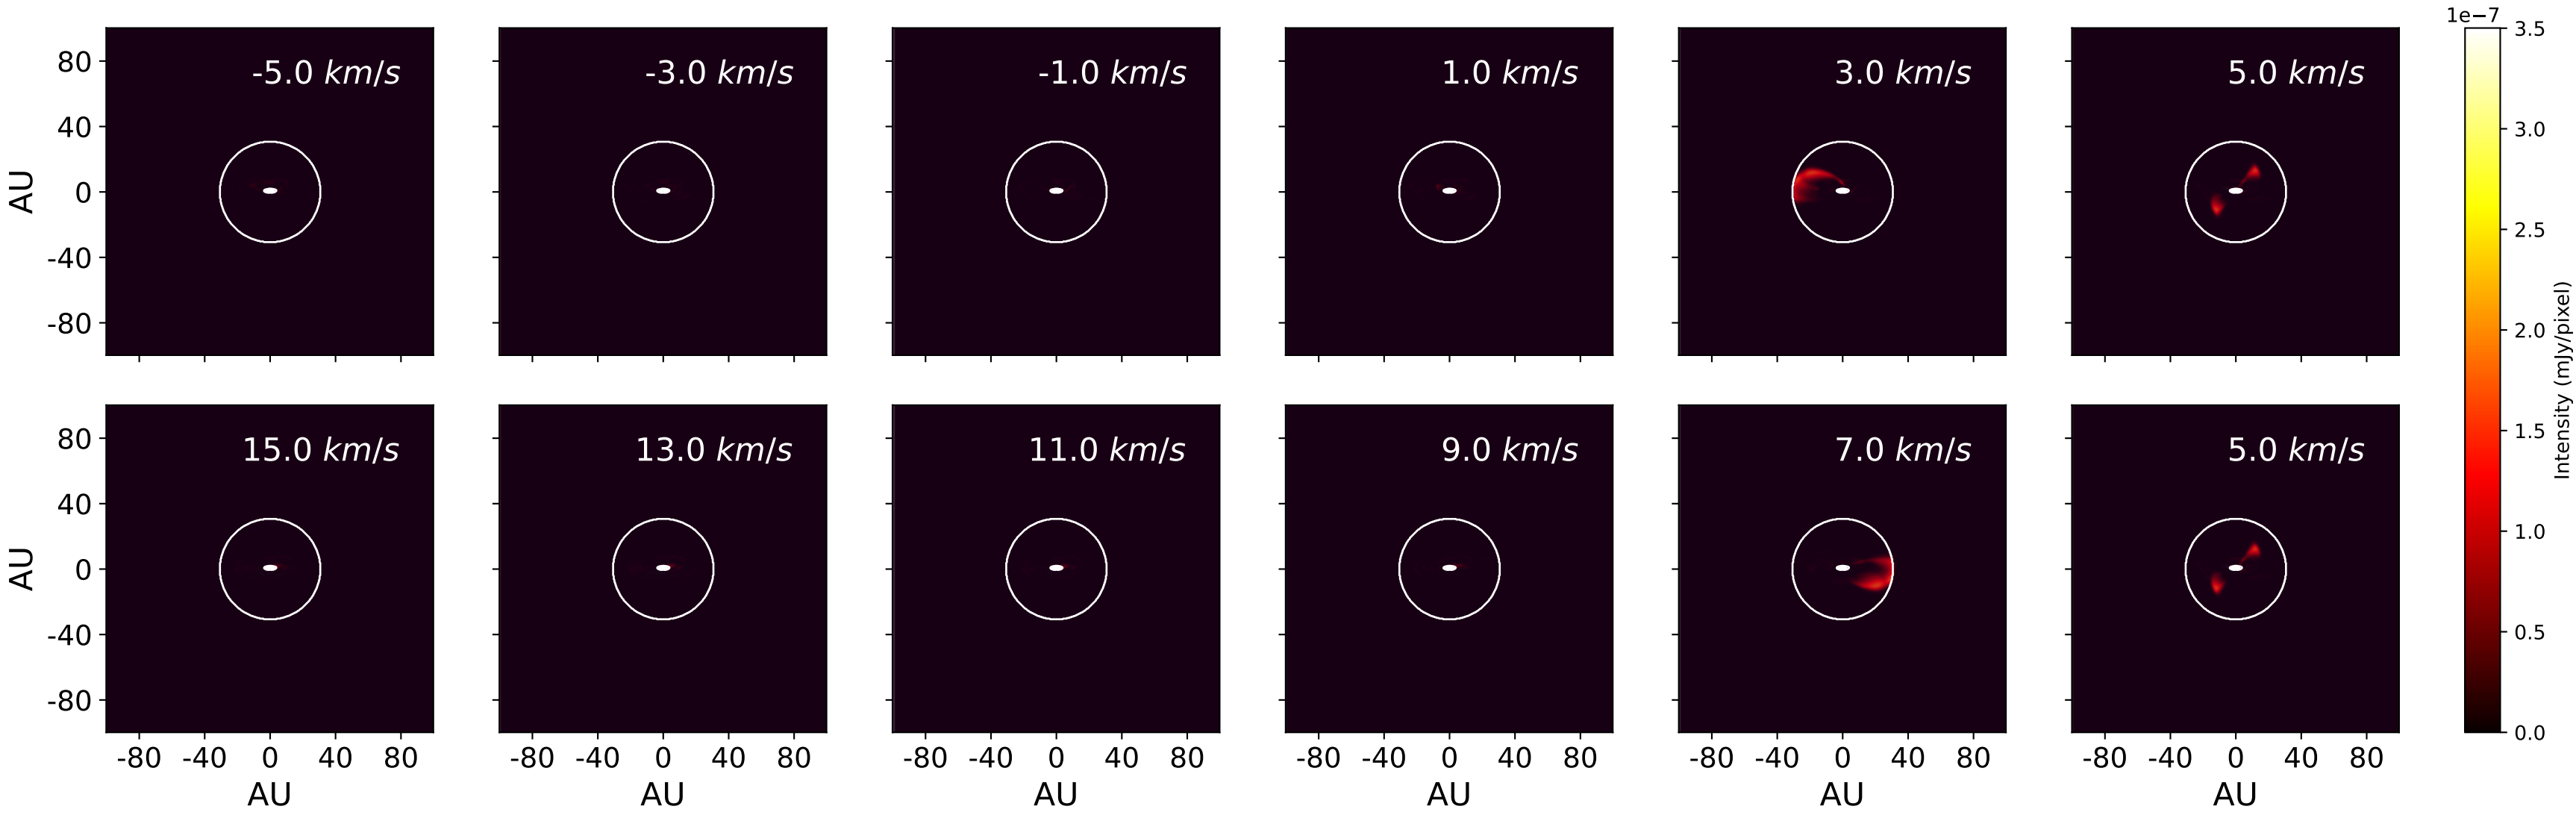 1e−7
-5.0 km/s
-3.0 km/s
-1.0 km/s
1.0 km/s
3.0 km/s
5.0 km/s
80
40
0
-40
-80
AU
15.0 km/s
13.0 km/s
11.0 km/s
9.0 km/s
7.0 km/s
5.0 km/s
80
40
0
-40
-80
AU
-80 -40 0 40 80
-80 -40 0 40 80
-80 -40 0 40 80
-80 -40 0 40 80
-80 -40 0 40 80
-80 -40 0 40 80
AU
AU
AU
AU
AU
AU
3.5
3.0
2.5
2.0
1.5
1.0
0.5
0.0
Intensity (mJy/pixel)